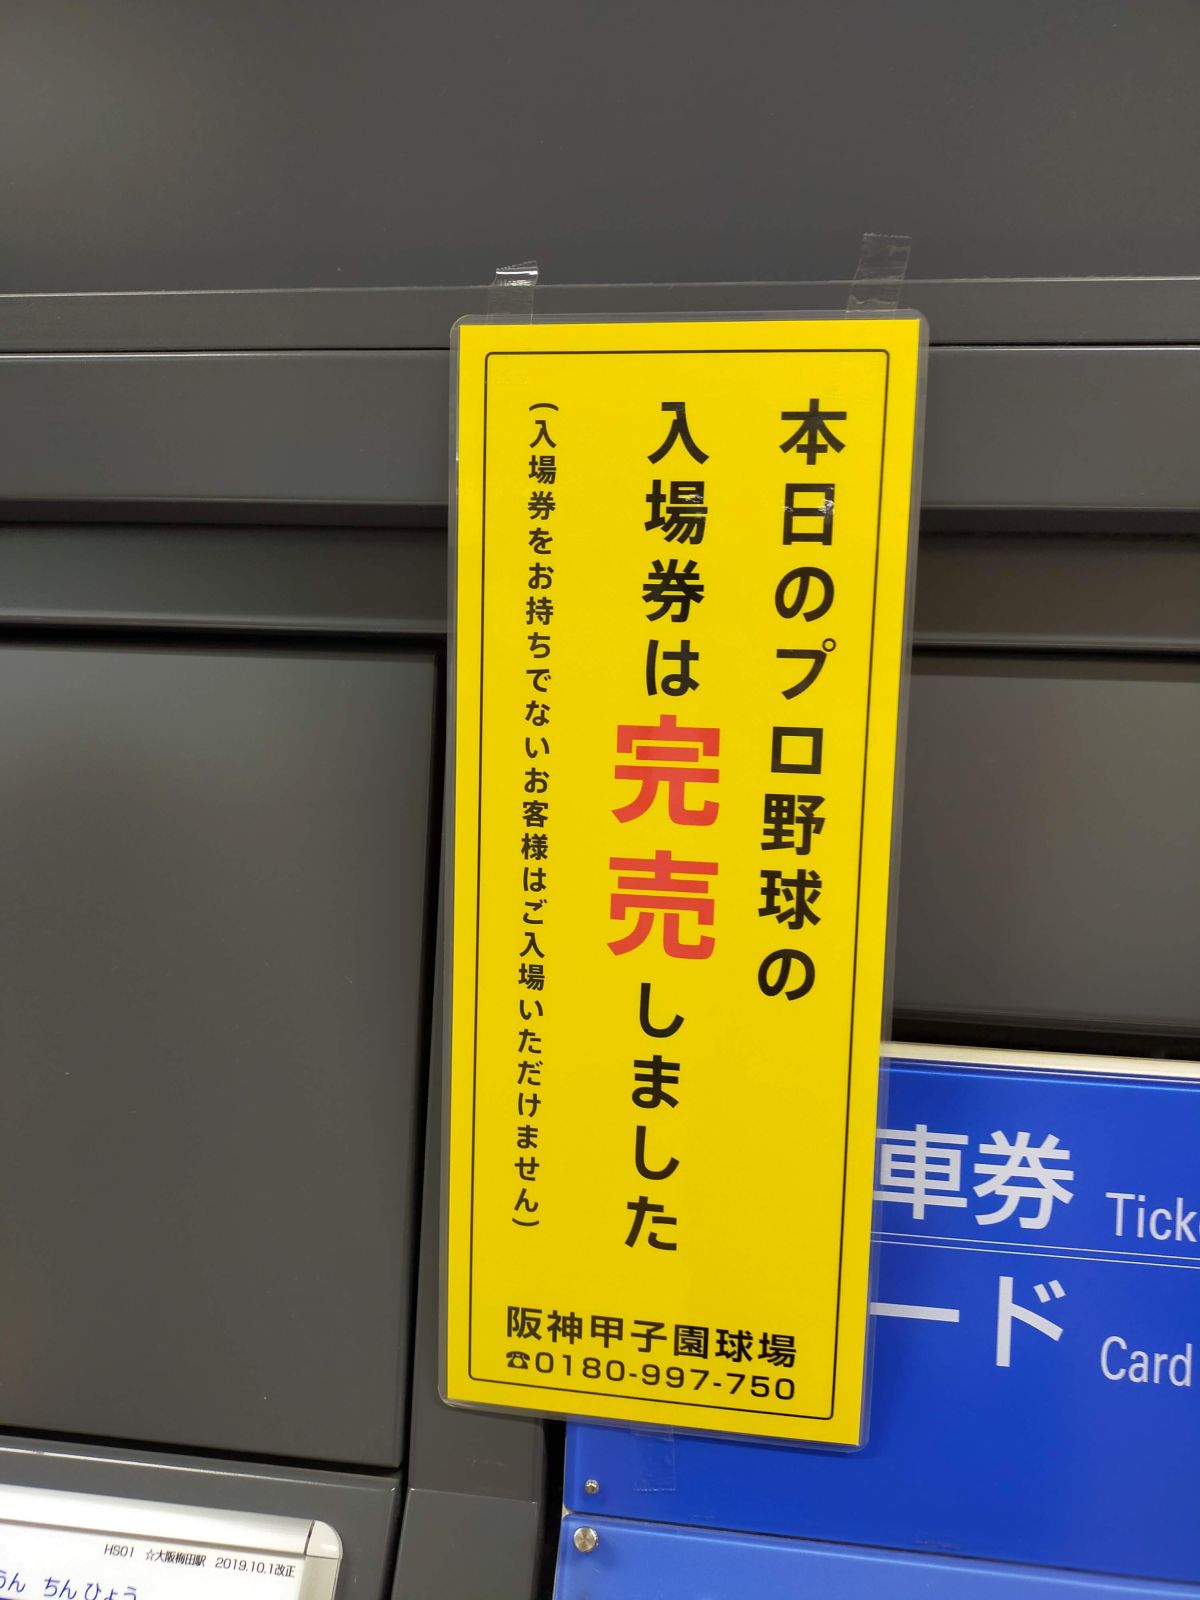 本日のプロ野球の
入場券は完売しました
(入場券をお持ちでないお客様はご入場いただけません)
阪神甲子園球場
☎0180-997-750
車券 Tick
ード Card
HS01 ☆大阪梅田駅 2019.10.1改正
うん ちんひょう